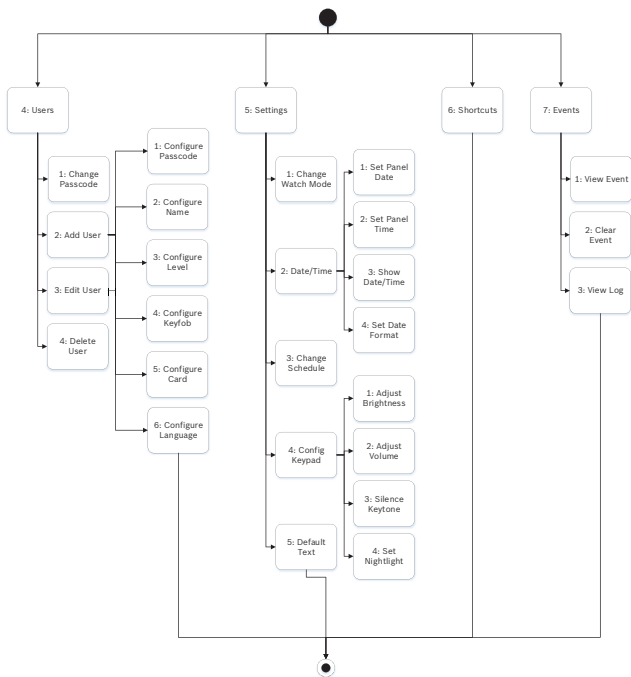 4: Users
5: Settings
6: Shortcuts
7: Events
1: Change
Passcode
2: Add User
3: Edit User
4: Delete
User
1: Configure
Passcode
2: Configure
Name
3: Configure
Level
4: Configure
Keyfob
5: Configure
Card
6: Configure
Language
1: Change
Watch Mode
2: Date/Time
3: Change
Schedule
4: Config
Keypad
5: Default
Text
1: Set Panel
Date
2: Set Panel
Time
3: Show
Date/Time
4: Set Date
Format
1: Adjust
Brightness
2: Adjust
Volume
3: Silence
Keytone
4: Set
Nightlight
1: View Event
2: Clear
Event
3: View Log